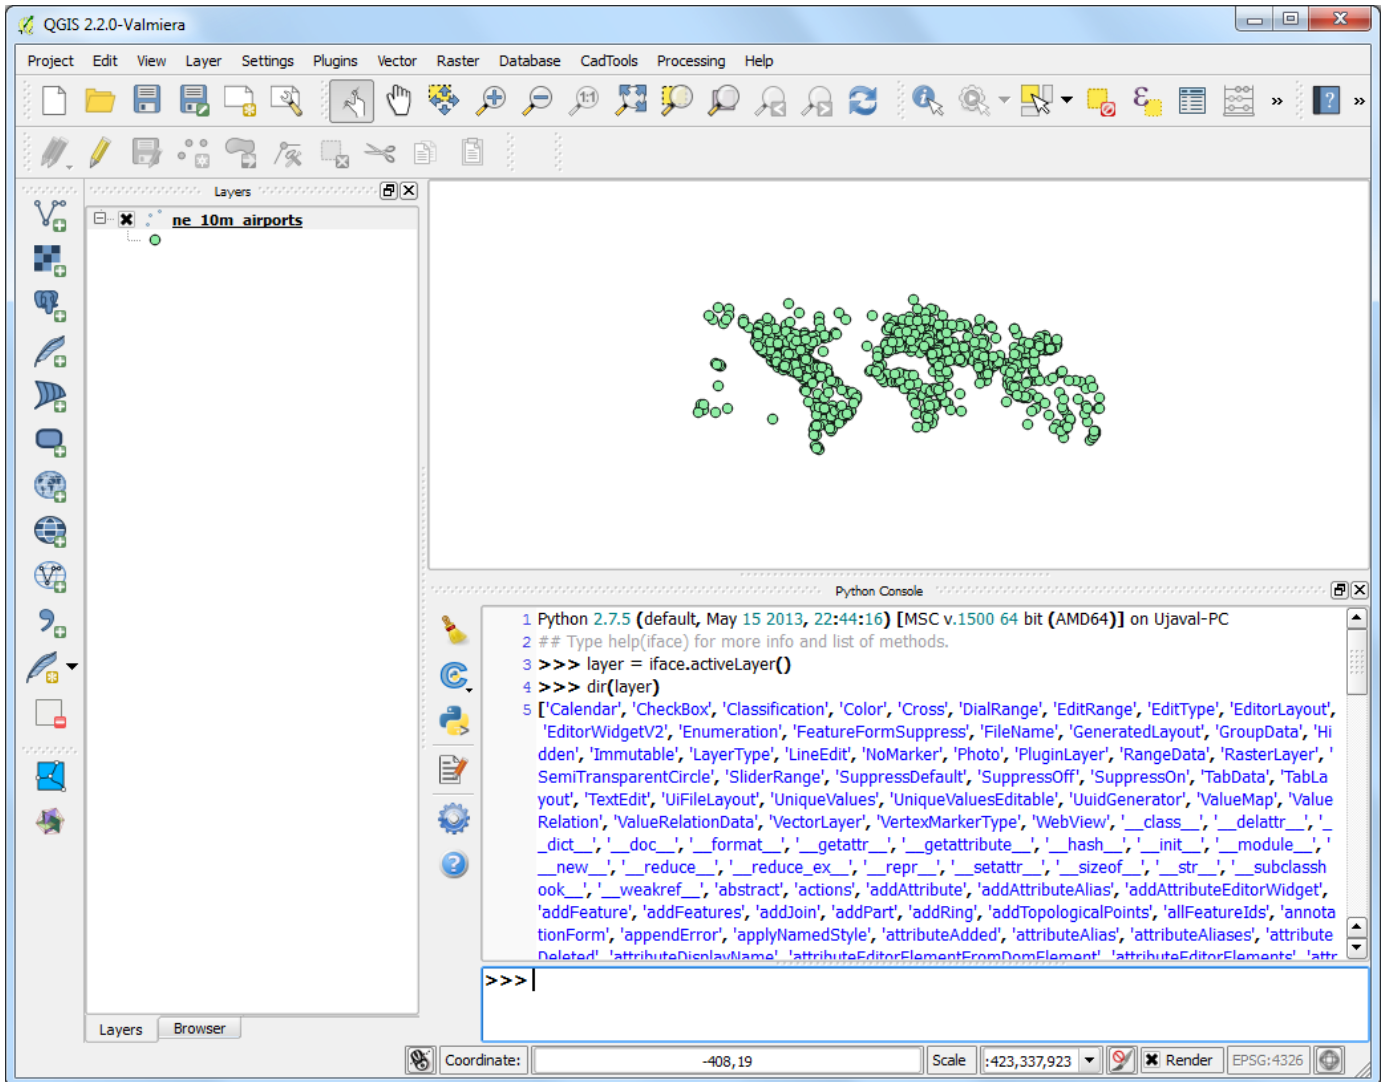 QGIS 2.2.0-Valmiera
Project Edit View Layer Settings Plugins Vector Raster Database CadTools Processing Help
1:1
ε
»
?
»
Layers
ne_10m_airports
Python Console
1 Python 2.7.5 (default, May 15 2013, 22:44:16) [MSC v.1500 64 bit (AMD64)] on Ujaval-PC
2 ## Type help(iface) for more info and list of methods.
3 >>> layer = iface.activeLayer()
4 >>> dir(layer)
5 ['Calendar', 'CheckBox', 'Classification', 'Color', 'Cross', 'DialRange', 'EditRange', 'EditType', 'EditorLayout',
'EditorWidgetV2', 'Enumeration', 'FeatureFormSuppress', 'FileName', 'GeneratedLayout', 'GroupData', 'Hi
dden', 'Immutable', 'LayerType', 'LineEdit', 'NoMarker', 'Photo', 'PluginLayer', 'RangeData', 'RasterLayer', '
SemiTransparentCircle', 'SliderRange', 'SuppressDefault', 'SuppressOff', 'SuppressOn', 'TabData', 'TabLa
yout', 'TextEdit', 'UiFileLayout', 'UniqueValues', 'UniqueValuesEditable', 'UuidGenerator', 'ValueMap', 'Value
Relation', 'ValueRelationData', 'VectorLayer', 'VertexMarkerType', 'WebView', '__class__', '__delattr__', '_
_dict__', '__doc__', '__format__', '__getattr__', '__getattribute__', '__hash__', '__init__', '__module__', '
__new__', '__reduce__', '__reduce_ex__', '__repr__', '__setattr__', '__sizeof__', '__str__', '__subclassh
ook__', '__weakref__', 'abstract', 'actions', 'addAttribute', 'addAttributeAlias', 'addAttributeEditorWidget',
'addFeature', 'addFeatures', 'addJoin', 'addPart', 'addRing', 'addTopologicalPoints', 'allFeatureIds', 'annota
tionForm', 'appendError', 'applyNamedStyle', 'attributeAdded', 'attributeAlias', 'attributeAliases', 'attribute
Deleted', 'attributeDisplayName', 'attributeEditorElementFromDomElement', 'attributeEditorElements', 'attr
>>>
Layers Browser
Coordinate: -408,19 Scale :423,337,923 Render EPSG:4326